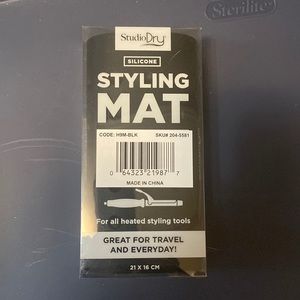 Sterilite
StudioDry
SILICONE
STYLING
MAT
CODE: H9M-BLK SKU# 204-5581
0 64323 21987 7
MADE IN CHINA
For all heated styling tools
GREAT FOR TRAVEL
AND EVERYDAY!
21 X 16 CM